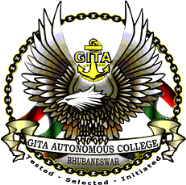 GITA
GITA AUTONOMOUS COLLEGE
BHUBANESWAR
Tested - Selected - Initiated